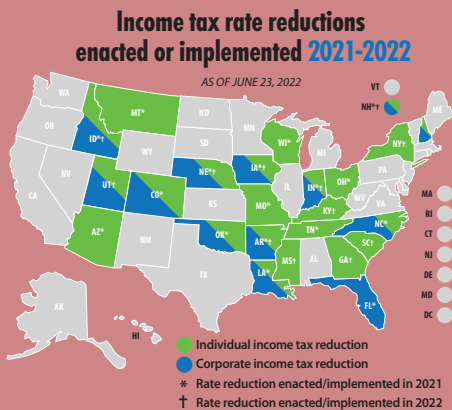 Income tax rate reductions
enacted or implemented 2021-2022
AS OF JUNE 23, 2022
VT
NH*†
WA
MT*
ND
MN
ME
OR
ID*†
SD
WI*
MI
NY†
WY
NV
NE*†
IA*†
PA
UT†
CO*
IL
IN*†
OH*
CA
KS
MO*
WV
VA
KY†
MA
RI
CT
NJ
DE
MD
DC
AZ*
NM
OK*
AR*†
TN*
NC*
SC†
TX
LA*
MS†
AL
GA†
FL*
AK
HI
Individual income tax reduction
Corporate income tax reduction
* Rate reduction enacted/implemented in 2021
† Rate reduction enacted/implemented in 2022